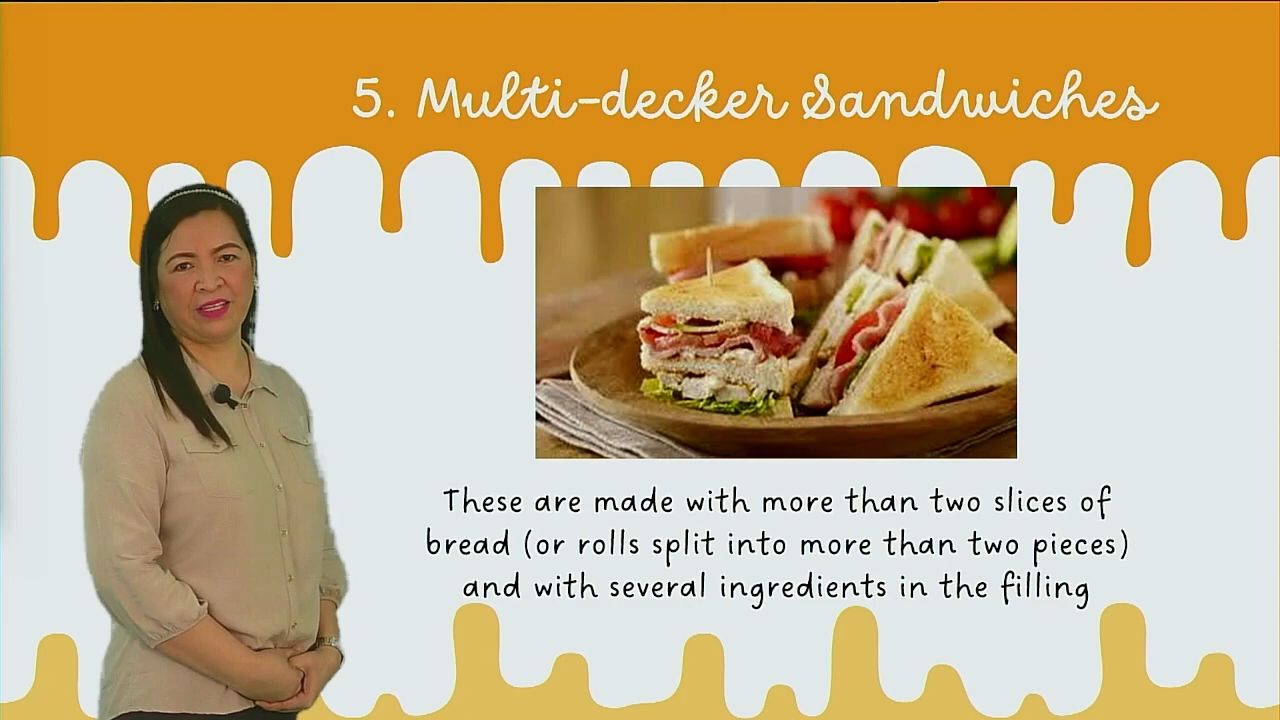 5. Multi-decker Sandwiches
These are made with more than two slices of
bread (or rolls split into more than two pieces)
and with several ingredients in the filling